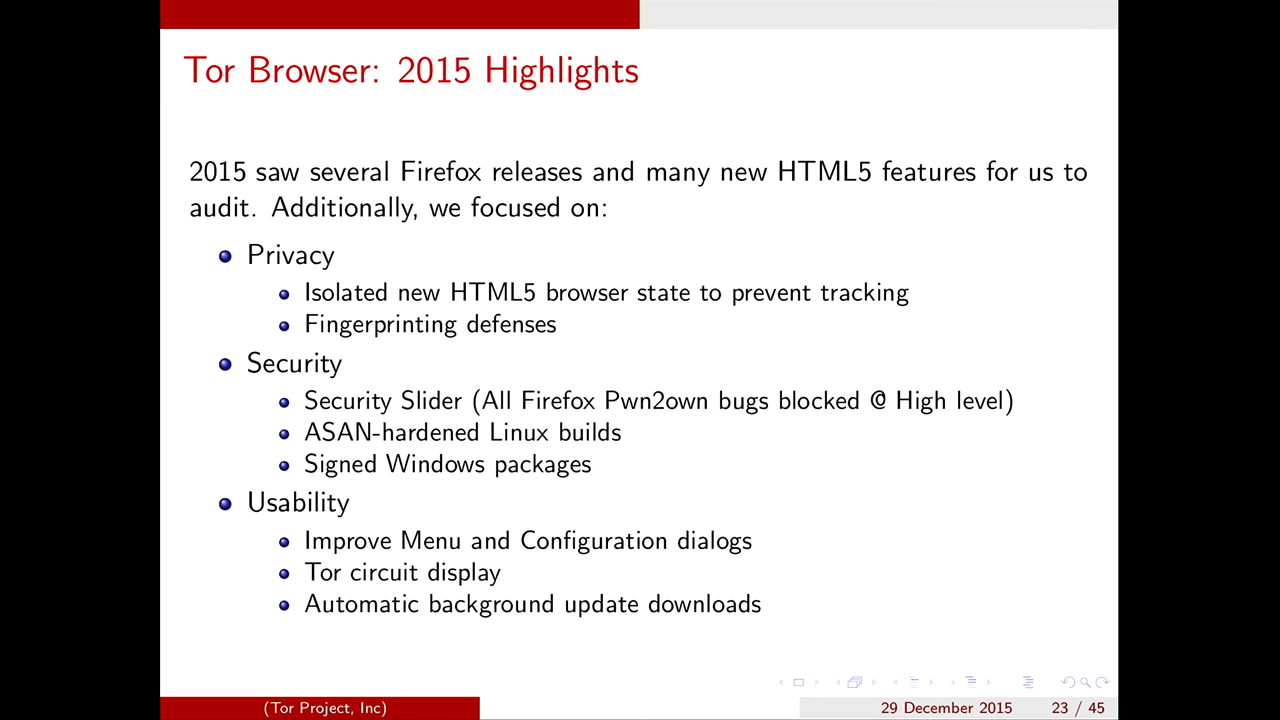 Tor Browser: 2015 Highlights
2015 saw several Firefox releases and many new HTML5 features for us to
audit. Additionally, we focused on:
Privacy
Isolated new HTML5 browser state to prevent tracking
Fingerprinting defenses
Security
Security Slider (All Firefox Pwn2own bugs blocked @ High level)
ASAN-hardened Linux builds
Signed Windows packages
Usability
Improve Menu and Configuration dialogs
Tor circuit display
Automatic background update downloads
(Tor Project, Inc) 29 December 2015 23 / 45